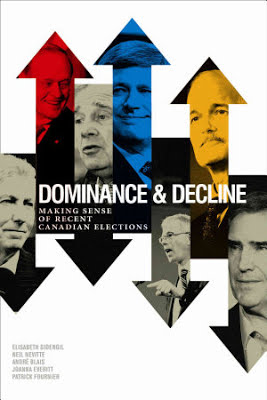 DOMINANCE & DECLINE
MAKING SENSE
OF RECENT
CANADIAN ELECTIONS
ELISABETH GIDENGIL
NEIL NEVITTE
ANDRÉ BLAIS
JOANNA EVERITT
PATRICK FOURNIER